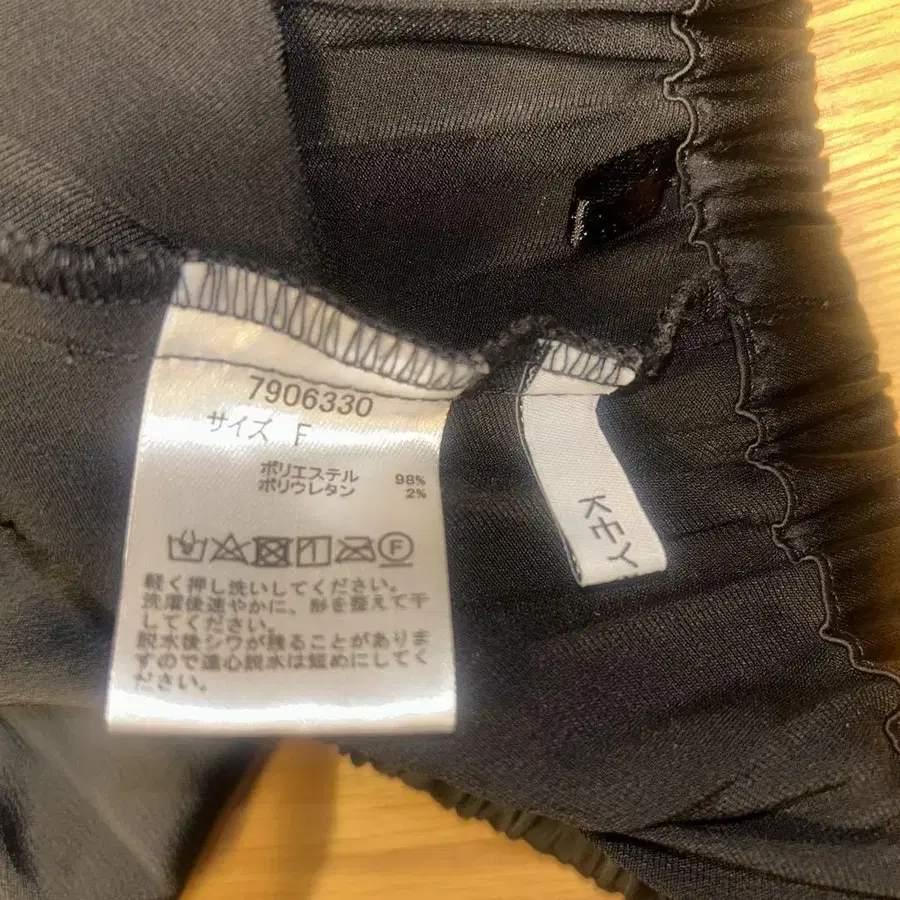 7906330
サイズ F
ポリエステル 98%
ポリウレタン 2%
F
軽く押し洗いしてください。
洗濯後速やかに、形を整えて干
してください。
脱水後シワが残ることがありま
すので遠心脱水は短めにしてく
ださい。
KEY